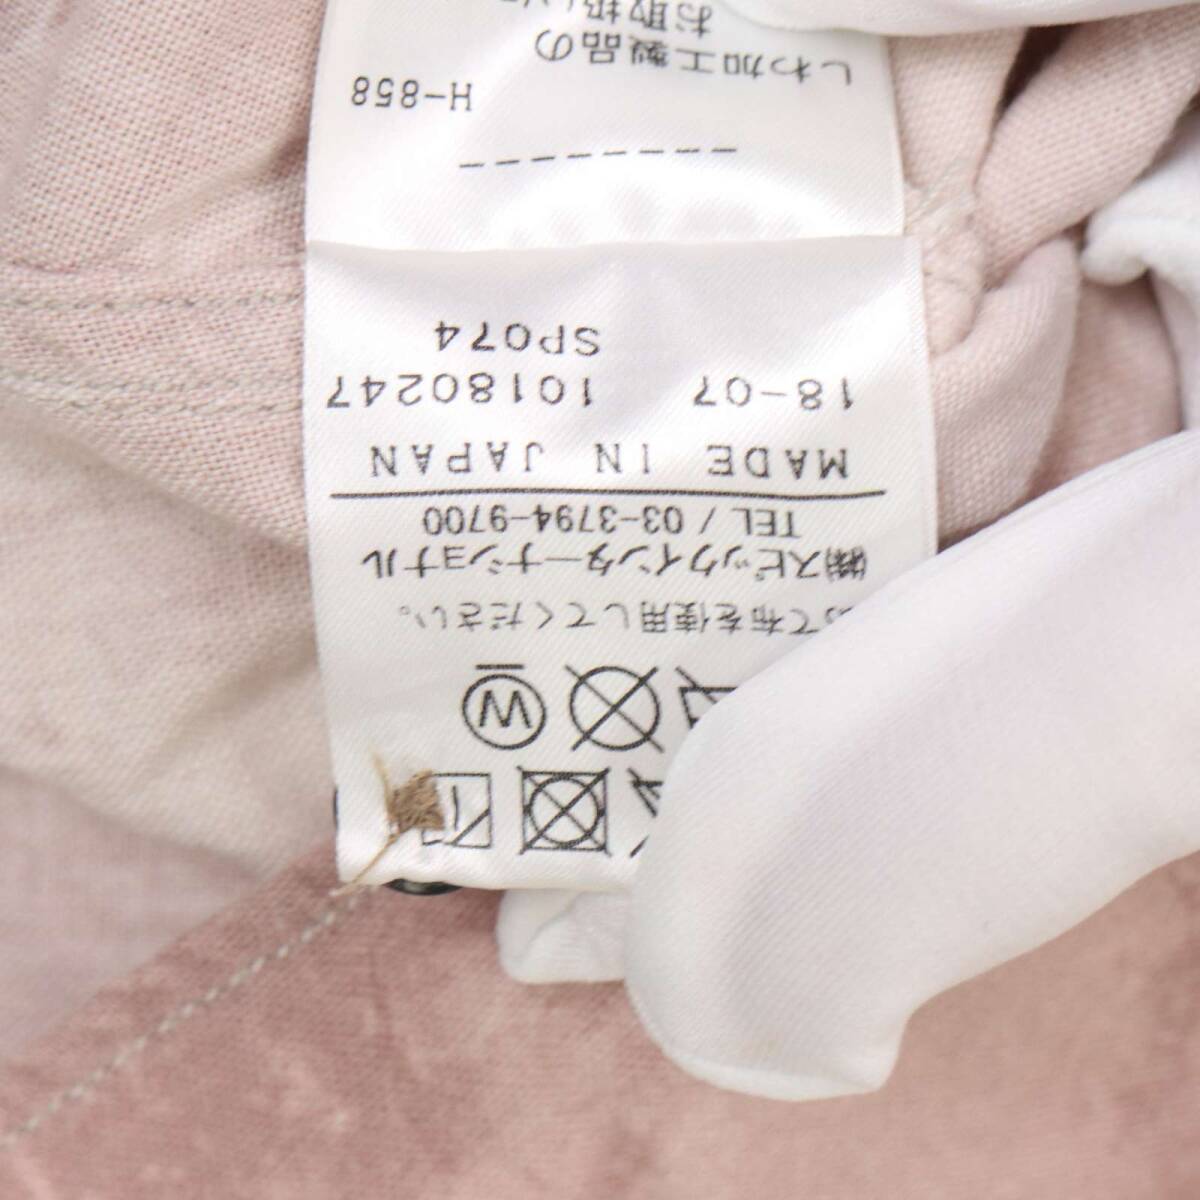 W
あて布を使用してください。
㈱スピックインターナショナル
TEL / 03-3794-9700
MADE IN JAPAN
18-07 10180247
SP074
H-858
しわ加工製品の
お取扱い